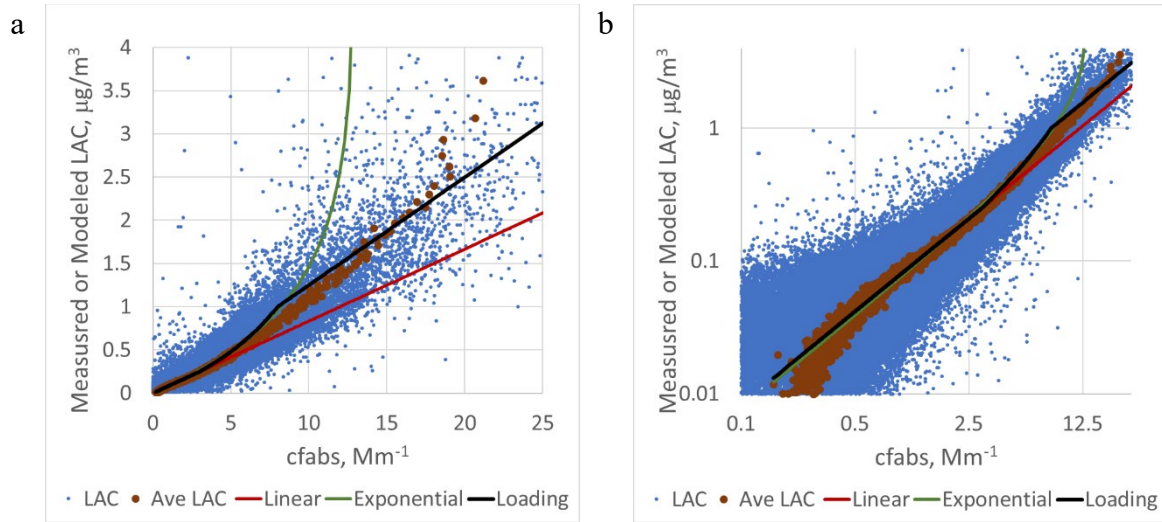 a
Measusred or Modeled LAC, μg/m³
4
3.5
3
2.5
2
1.5
1
0.5
0
0 5 10 15 20 25
cfabs, Mm⁻¹
LAC Ave LAC Linear Exponential Loading
b
Measusred or Modeled LAC, μg/m³
1
0.1
0.01
0.1 0.5 2.5 12.5
cfabs, Mm⁻¹
LAC Ave LAC Linear Exponential Loading